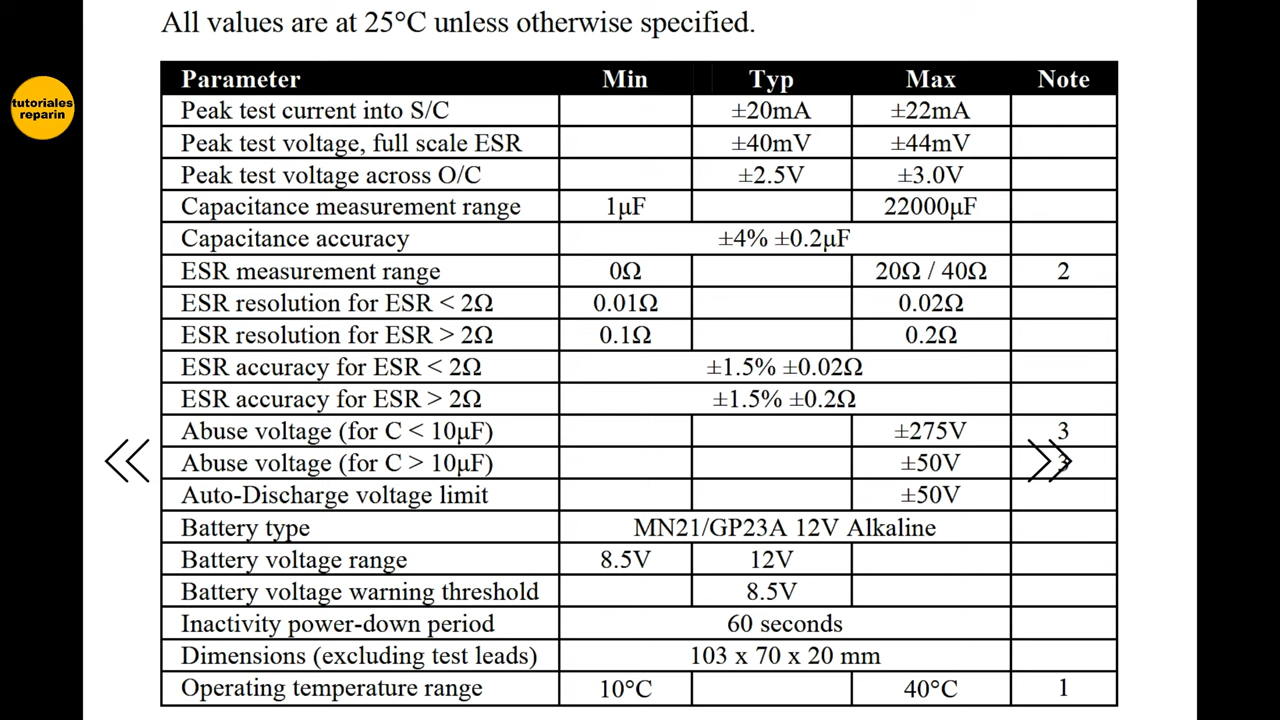 All values are at 25°C unless otherwise specified.
tutoriales
reparin
Parameter Min Typ Max Note
Peak test current into S/C ±20mA ±22mA
Peak test voltage, full scale ESR ±40mV ±44mV
Peak test voltage across O/C ±2.5V ±3.0V
Capacitance measurement range 1µF 22000µF
Capacitance accuracy ±4% ±0.2µF
ESR measurement range 0Ω 20Ω / 40Ω 2
ESR resolution for ESR < 2Ω 0.01Ω 0.02Ω
ESR resolution for ESR > 2Ω 0.1Ω 0.2Ω
ESR accuracy for ESR < 2Ω ±1.5% ±0.02Ω
ESR accuracy for ESR > 2Ω ±1.5% ±0.2Ω
Abuse voltage (for C < 10µF) ±275V 3
Abuse voltage (for C > 10µF) ±50V 3
Auto-Discharge voltage limit ±50V
Battery type MN21/GP23A 12V Alkaline
Battery voltage range 8.5V 12V
Battery voltage warning threshold 8.5V
Inactivity power-down period 60 seconds
Dimensions (excluding test leads) 103 x 70 x 20 mm
Operating temperature range 10°C 40°C 1